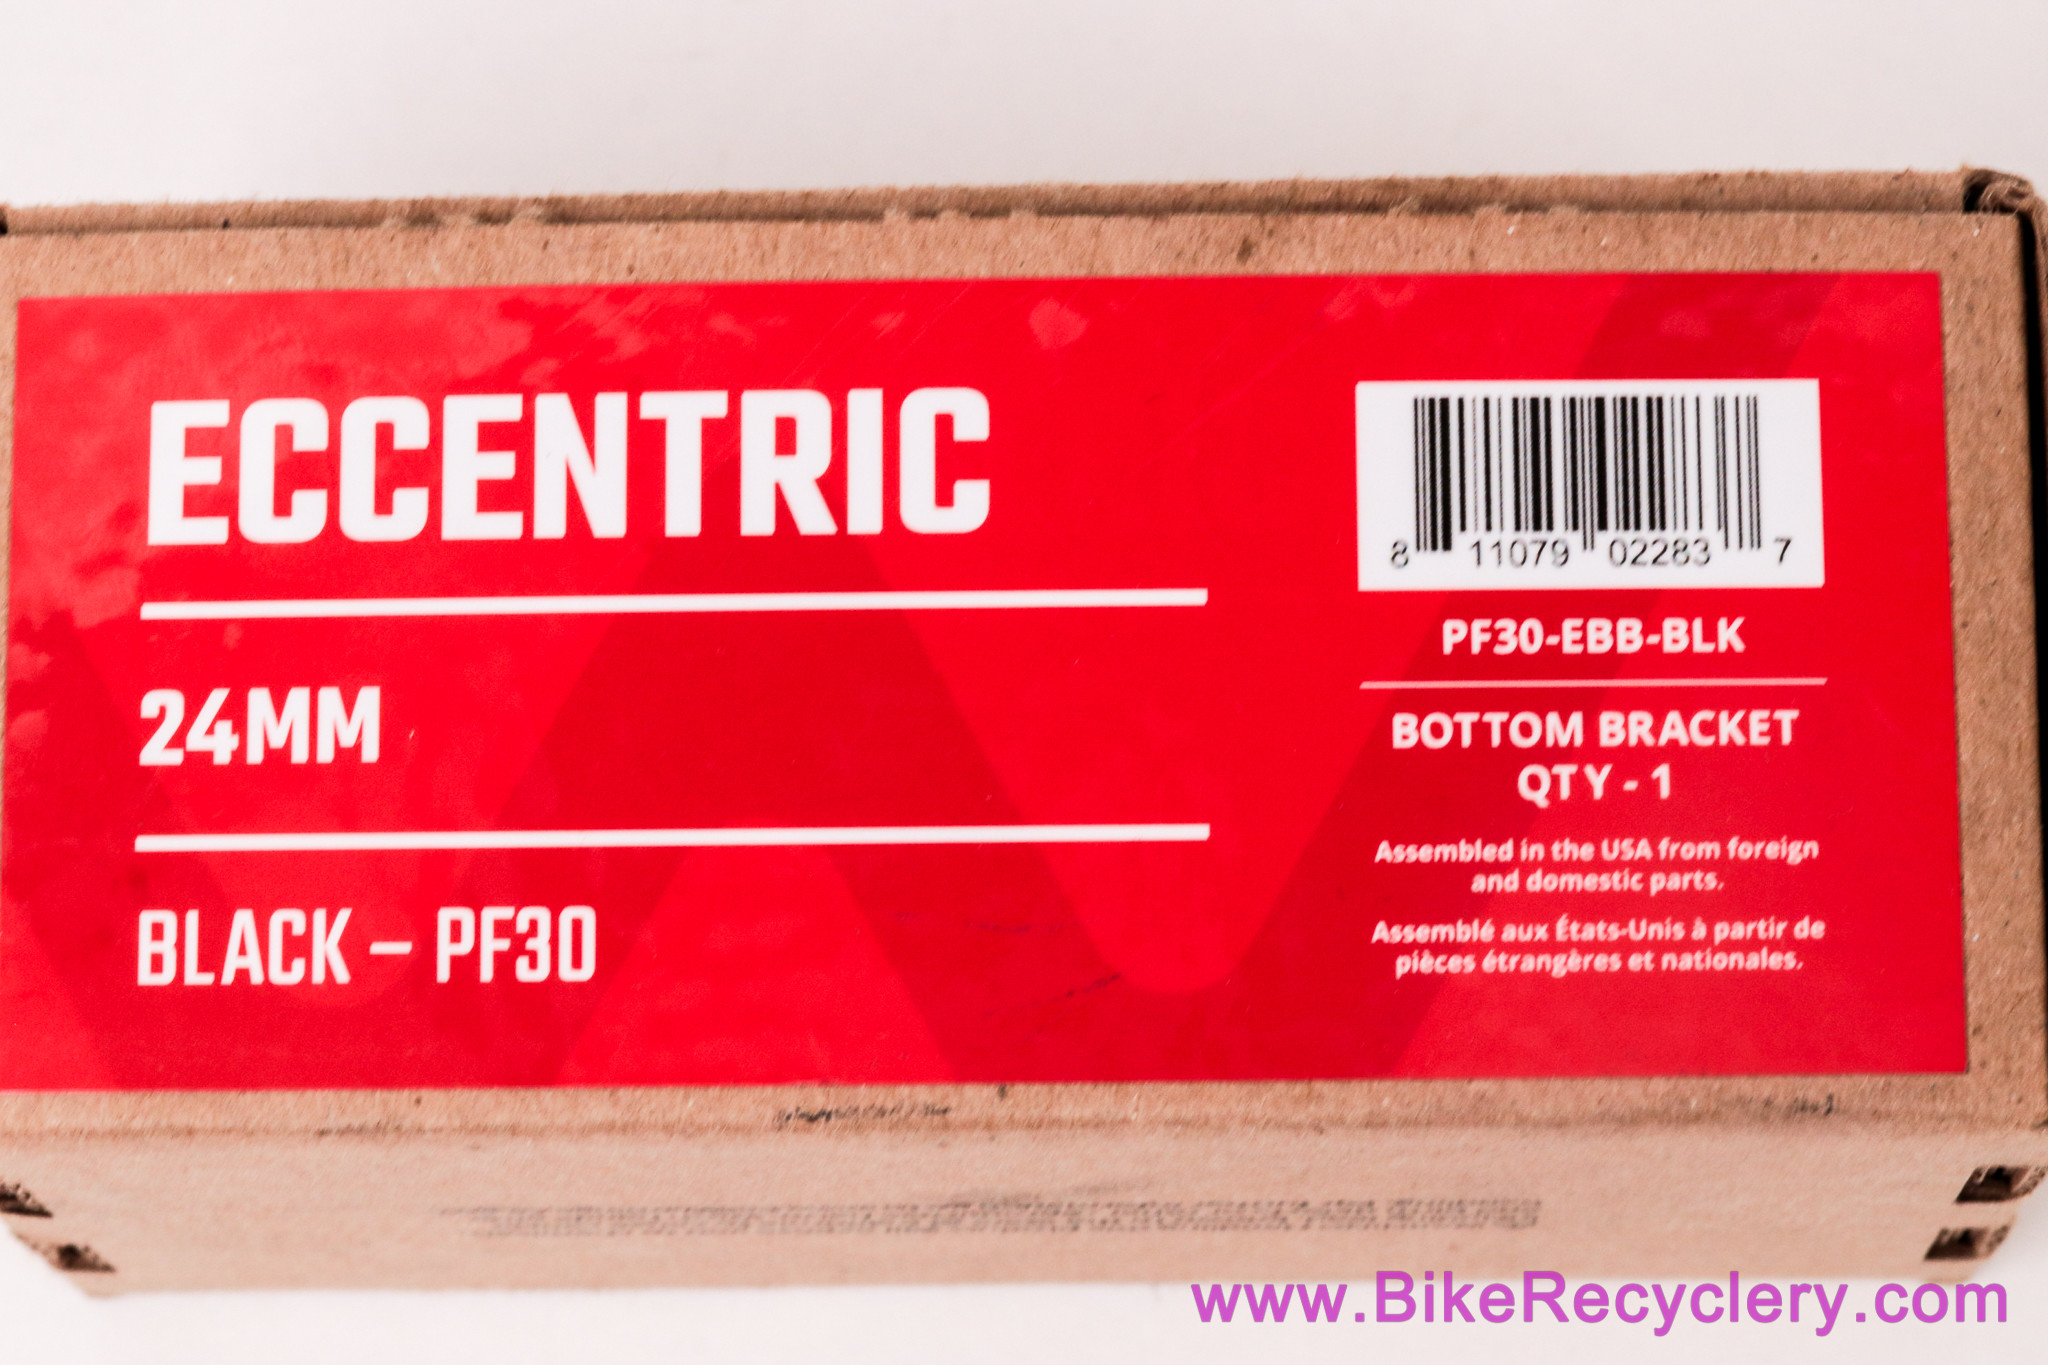 ECCENTRIC
24MM
BLACK – PF30
8 11079 02283 7
PF30-EBB-BLK
BOTTOM BRACKET
QTY - 1
Assembled in the USA from foreign
and domestic parts.
Assemblé aux États-Unis à partir de
pièces étrangères et nationales.
www.BikeRecyclery.com